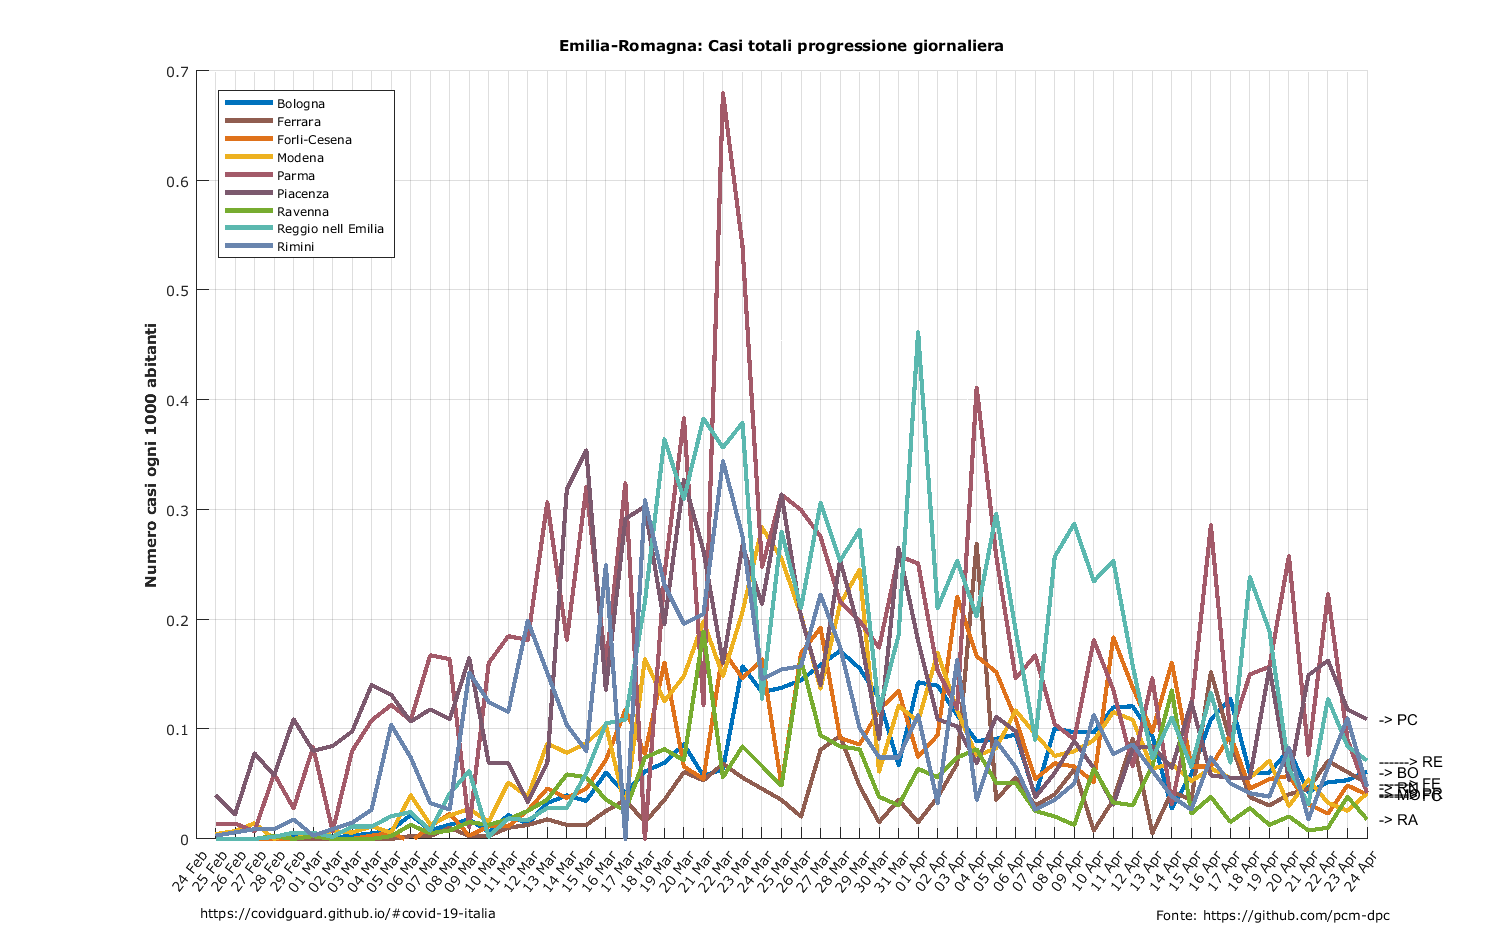 Emilia-Romagna: Casi totali progressione giornaliera
Numero casi ogni 1000 abitanti
0.7
0.6
0.5
0.4
0.3
0.2
0.1
0
Bologna
Ferrara
Forli-Cesena
Modena
Parma
Piacenza
Ravenna
Reggio nell Emilia
Rimini
-> PC
------> RE
-> BO
-> RA
24 Feb
25 Feb
26 Feb
27 Feb
28 Feb
29 Feb
01 Mar
02 Mar
03 Mar
04 Mar
05 Mar
06 Mar
07 Mar
08 Mar
09 Mar
10 Mar
11 Mar
12 Mar
13 Mar
14 Mar
15 Mar
16 Mar
17 Mar
18 Mar
19 Mar
20 Mar
21 Mar
22 Mar
23 Mar
24 Mar
25 Mar
26 Mar
27 Mar
28 Mar
29 Mar
30 Mar
31 Mar
01 Apr
02 Apr
03 Apr
04 Apr
05 Apr
06 Apr
07 Apr
08 Apr
09 Apr
10 Apr
11 Apr
12 Apr
13 Apr
14 Apr
15 Apr
16 Apr
17 Apr
18 Apr
19 Apr
20 Apr
21 Apr
22 Apr
23 Apr
24 Apr
https://covidguard.github.io/#covid-19-italia
Fonte: https://github.com/pcm-dpc